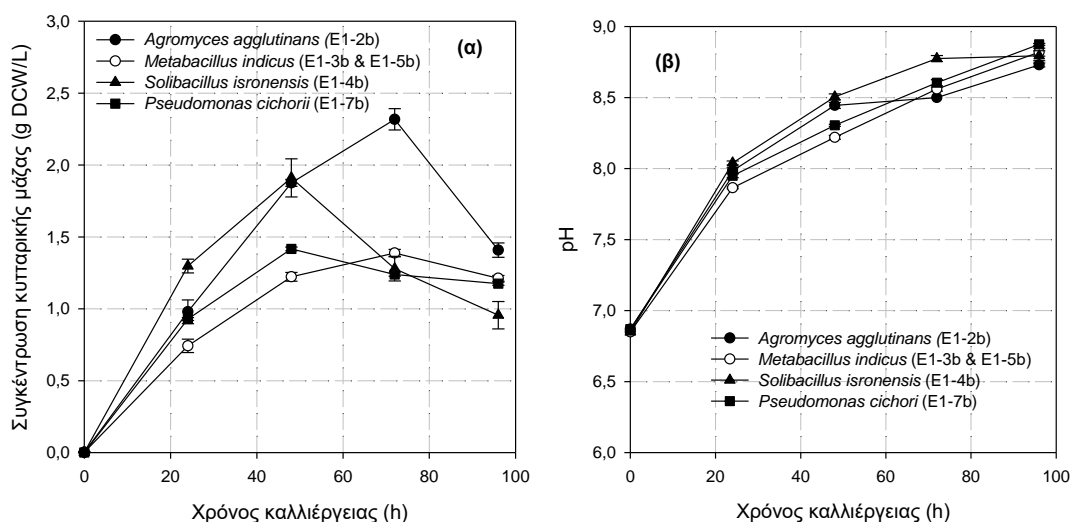 3,0
2,5
2,0
1,5
1,0
0,5
0,0
0 20 40 60 80 100
Συγκέντρωση κυτταρικής μάζας (g DCW/L)
Χρόνος καλλιέργειας (h)
Agromyces agglutinans (E1-2b)
Metabacillus indicus (E1-3b & E1-5b)
Solibacillus isronensis (E1-4b)
Pseudomonas cichorii (E1-7b)
(α)
9,0
8,5
8,0
7,5
7,0
6,5
6,0
0 20 40 60 80 100
pH
Χρόνος καλλιέργειας (h)
(β)
Agromyces agglutinans (E1-2b)
Metabacillus indicus (E1-3b & E1-5b)
Solibacillus isronensis (E1-4b)
Pseudomonas cichori (E1-7b)